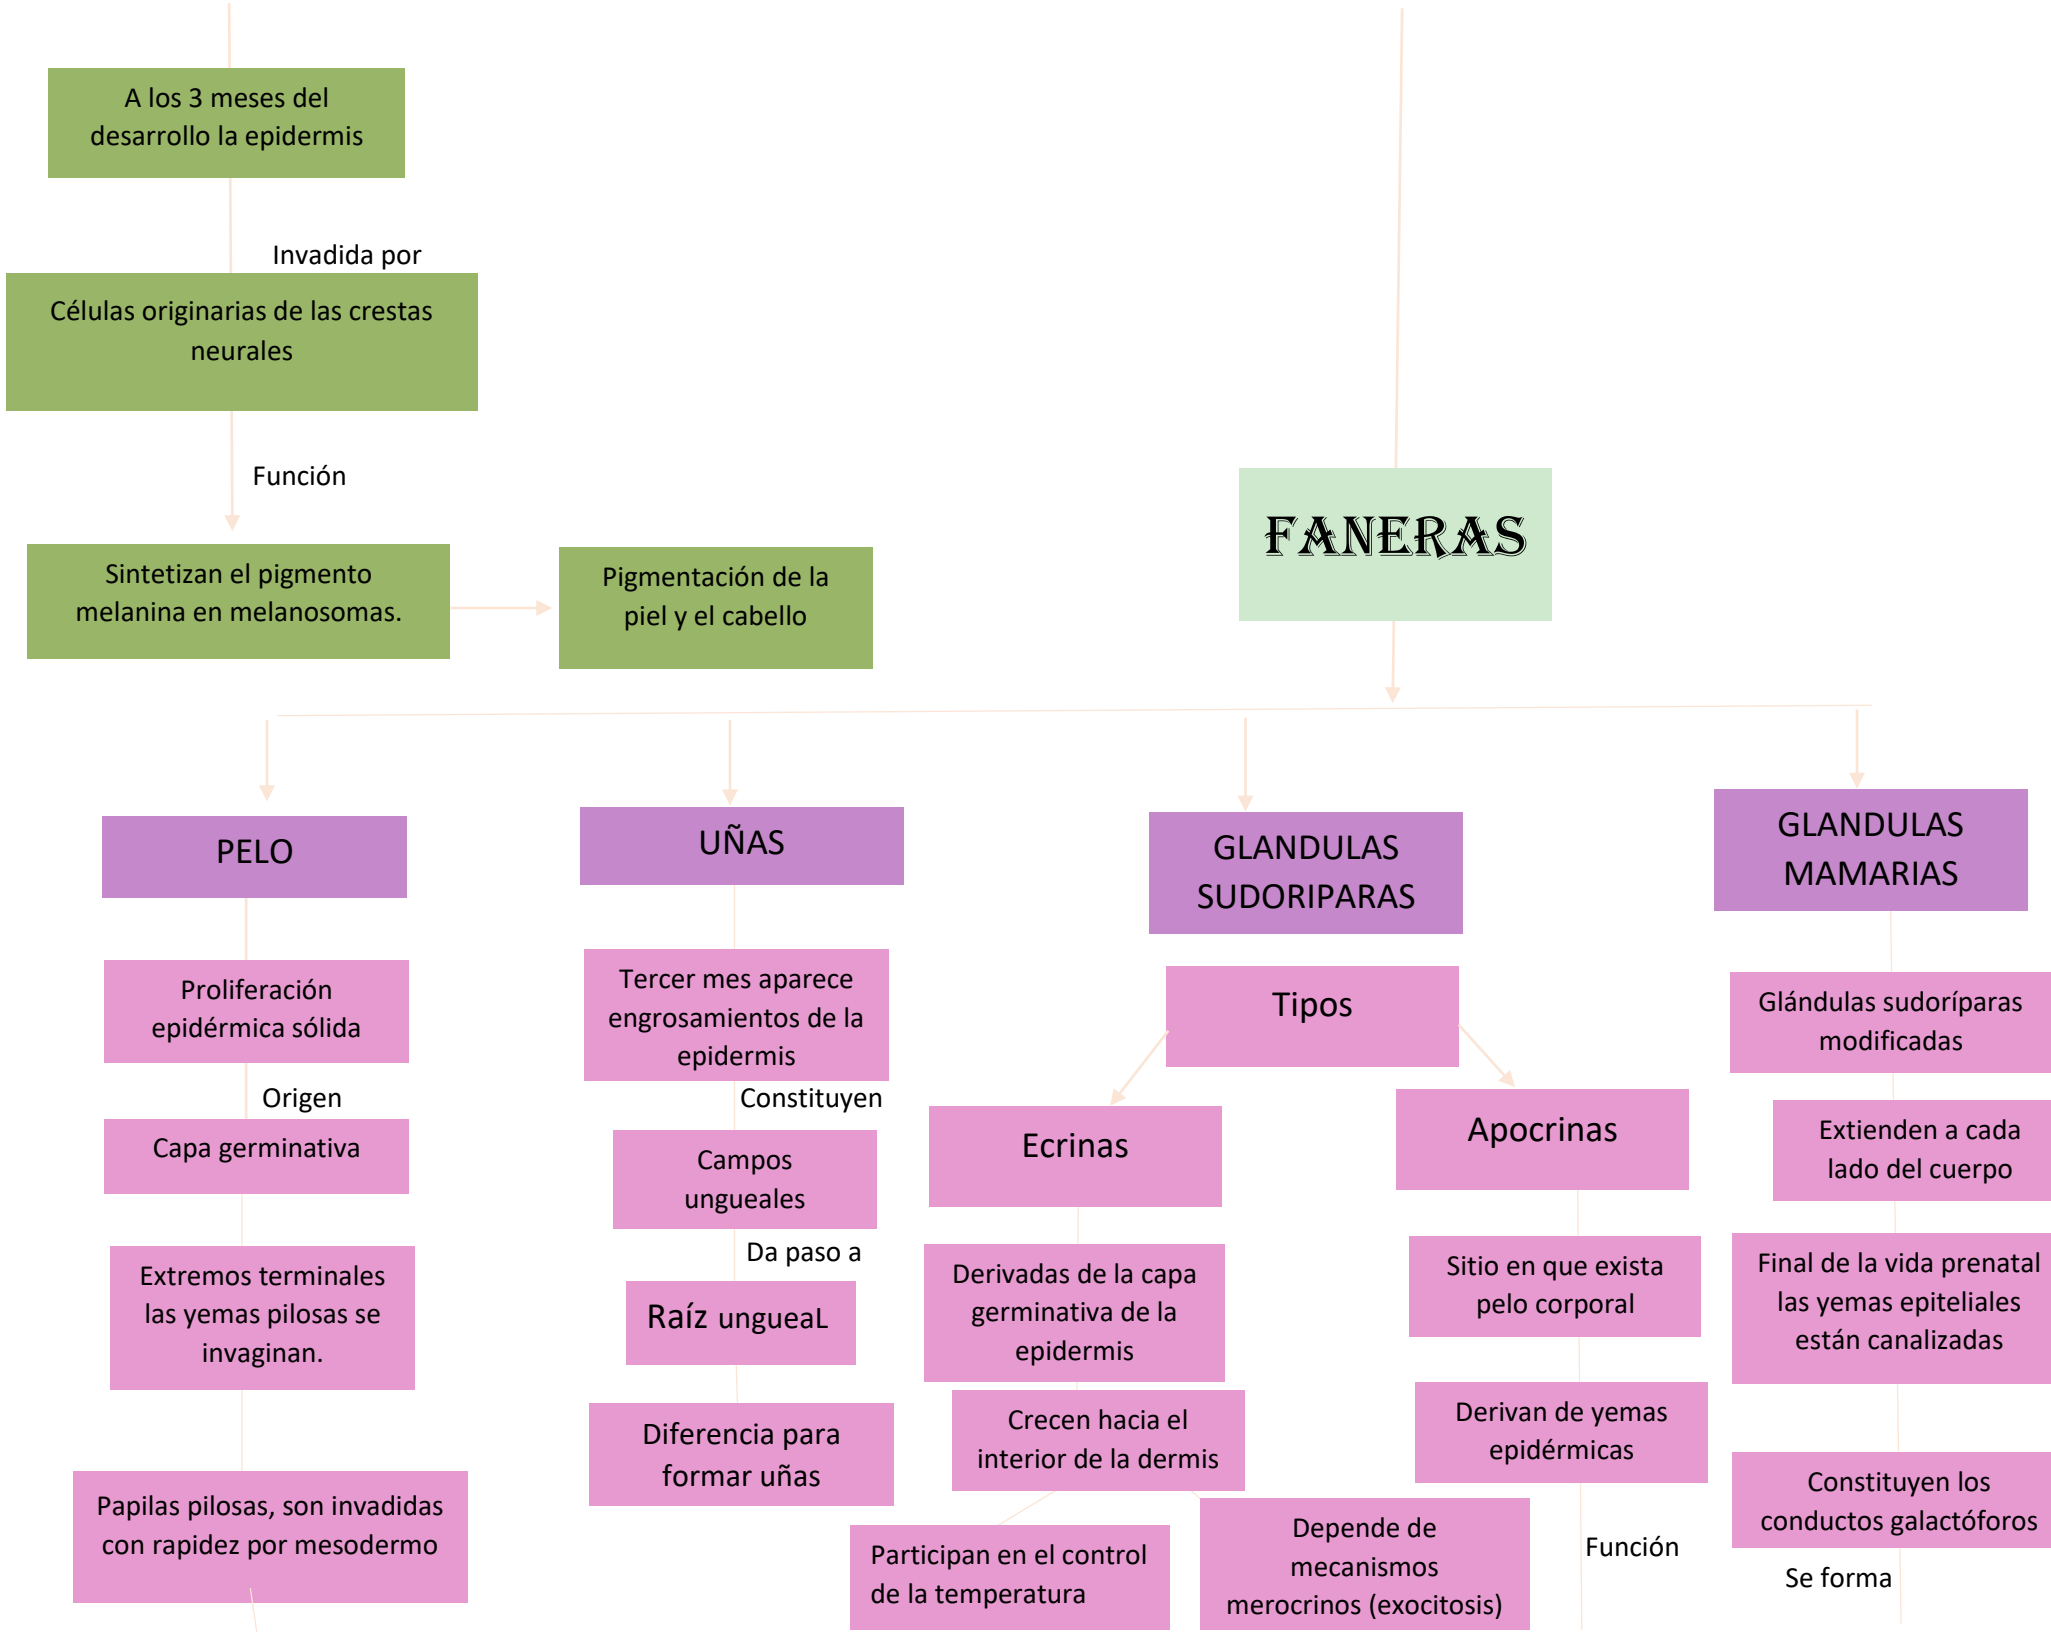 A los 3 meses del
desarrollo la epidermis
Invadida por
Células originarias de las crestas
neurales
Función
Sintetizan el pigmento
melanina en melanosomas.
Pigmentación de la
piel y el cabello
FANERAS
PELO
Proliferación
epidérmica sólida
Origen
Capa germinativa
Extremos terminales
las yemas pilosas se
invaginan.
Papilas pilosas, son invadidas
con rapidez por mesodermo
UÑAS
Tercer mes aparece
engrosamientos de la
epidermis
Constituyen
Campos
ungueales
Da paso a
Raíz ungueaL
Diferencia para
formar uñas
GLANDULAS
SUDORIPARAS
Tipos
Ecrinas
Derivadas de la capa
germinativa de la
epidermis
Crecen hacia el
interior de la dermis
Participan en el control
de la temperatura
Depende de
mecanismos
merocrinos (exocitosis)
Apocrinas
Sitio en que exista
pelo corporal
Derivan de yemas
epidérmicas
Función
GLANDULAS
MAMARIAS
Glándulas sudoríparas
modificadas
Extienden a cada
lado del cuerpo
Final de la vida prenatal
las yemas epiteliales
están canalizadas
Constituyen los
conductos galactóforos
Se forma